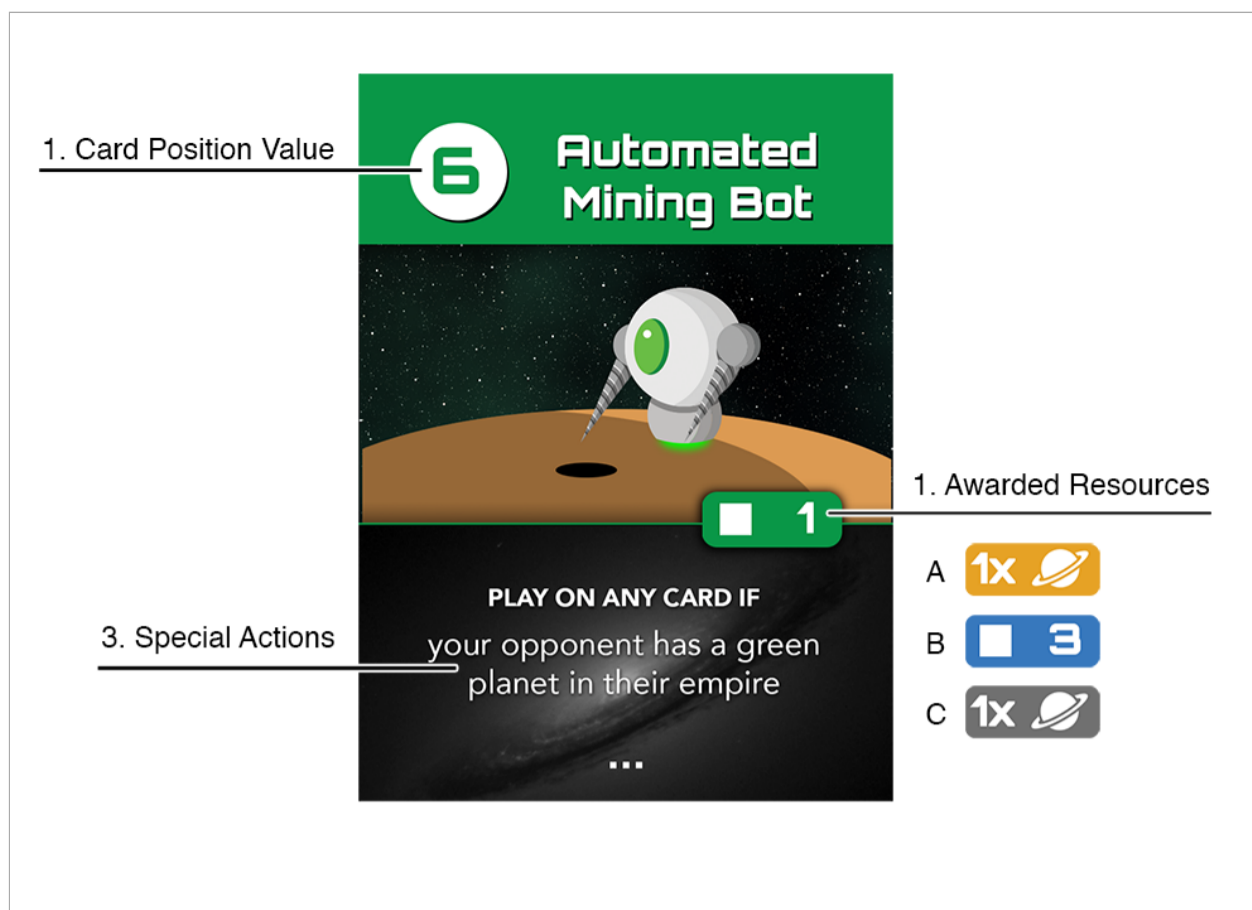 1. Card Position Value
6
Automated
Mining Bot
1
1. Awarded Resources
A 1x
B 3
C 1x
PLAY ON ANY CARD IF
3. Special Actions
your opponent has a green
planet in their empire
...